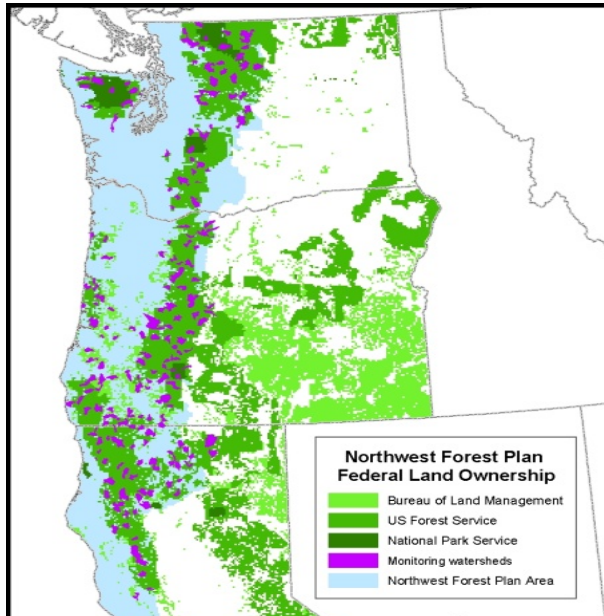 Northwest Forest Plan
Federal Land Ownership
Bureau of Land Management
US Forest Service
National Park Service
Monitoring watersheds
Northwest Forest Plan Area